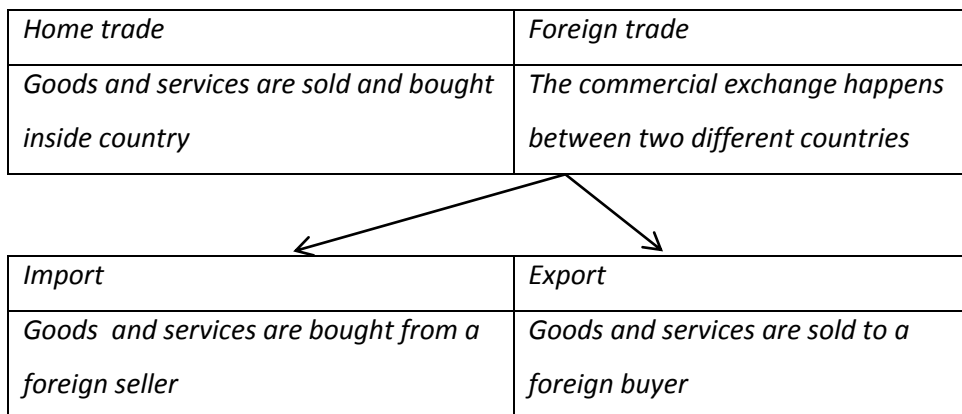 Home trade
Foreign trade
Goods and services are sold and bought
inside country
The commercial exchange happens
between two different countries
Import
Export
Goods and services are bought from a
foreign seller
Goods and services are sold to a
foreign buyer